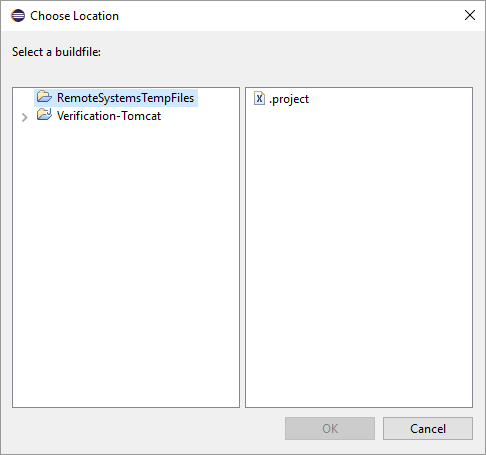 Choose Location
Select a buildfile:
RemoteSystemsTempFiles
Verification-Tomcat
.project
OK
Cancel